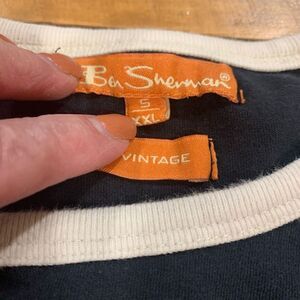 Ben Sherman®
5
XXL
VINTAGE